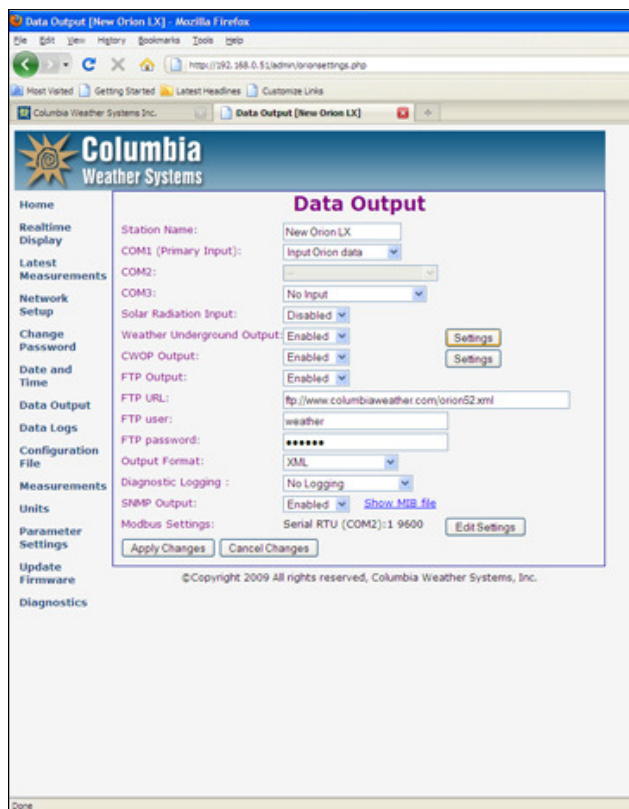 Data Output [New Orion LX] - Mozilla Firefox
File Edit View History Bookmarks Tools Help
http://192.168.0.51/admin/orionsettings.php
Most Visited Getting Started Latest Headlines Customize Links
Columbia Weather Systems Inc. Data Output [New Orion LX]
Columbia
Weather Systems
Data Output
Home
Realtime
Display
Latest
Measurements
Network
Setup
Change
Password
Date and
Time
Data Output
Data Logs
Configuration
File
Measurements
Units
Parameter
Settings
Update
Firmware
Diagnostics
Station Name: New Orion LX
COM1 (Primary Input): Input Orion data
COM2: --
COM3: No Input
Solar Radiation Input: Disabled
Weather Underground Output: Enabled Settings
CWOP Output: Enabled Settings
FTP Output: Enabled
FTP URL: ftp://www.columbiaweather.com/orion52.xml
FTP user: weather
FTP password: ••••••
Output Format: XML
Diagnostic Logging : No Logging
SNMP Output: Enabled Show MIB file
Modbus Settings: Serial RTU (COM2):1 9600 Edit Settings
Apply Changes Cancel Changes
©Copyright 2009 All rights reserved, Columbia Weather Systems, Inc.
Done